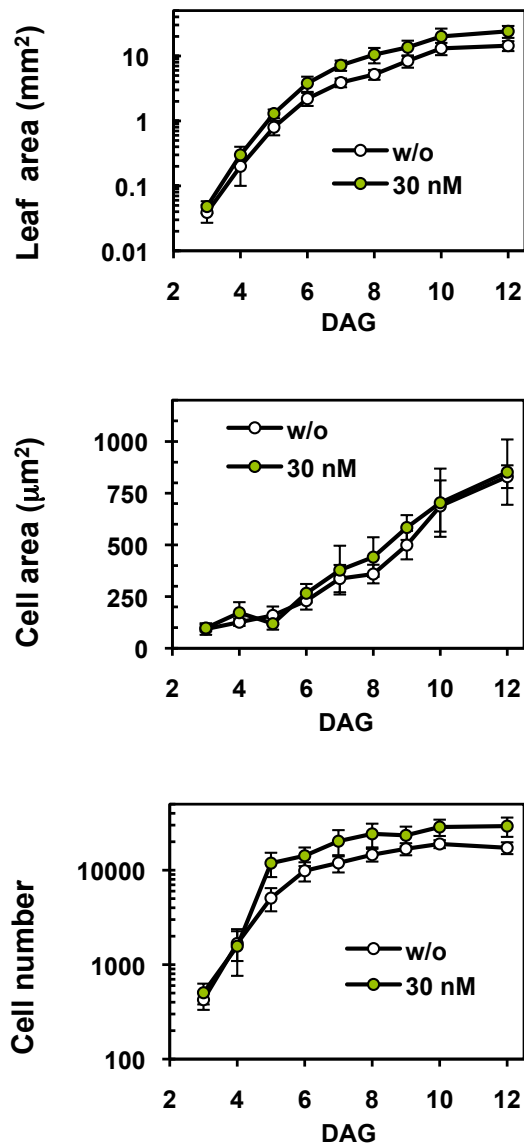 Leaf area (mm²)
10
1
0.1
0.01
w/o
30 nM
2 4 6 8 10 12
DAG
Cell area (μm²)
1000
750
500
250
0
w/o
30 nM
2 4 6 8 10 12
DAG
Cell number
10000
1000
100
w/o
30 nM
2 4 6 8 10 12
DAG